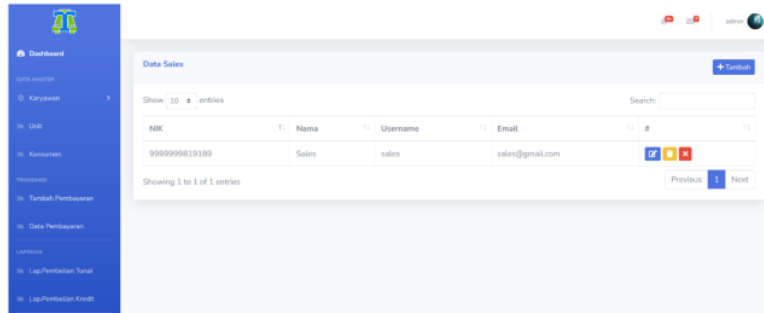 admin
Dashboard
DATA MASTER
Karyawan
Unit
Konsumen
TRANSAKSI
Tambah Pembayaran
Data Pembayaran
LAPORAN
Lap.Pembelian Tunai
Lap.Pembelian Kredit
Data Sales
+ Tambah
Show 10 entries
Search:
NIK Nama Username Email #
9999999819189 Sales sales sales@gmail.com
Showing 1 to 1 of 1 entries
Previous 1 Next